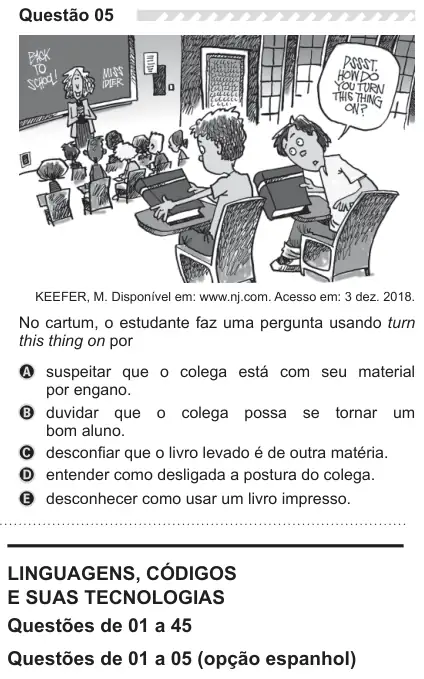 Questão 05
BACK
TO
SCHOOL!
MISS
IDLER
PSSST.
HOW DO
YOU TURN
THIS THING
ON?
KEEFER, M. Disponível em: www.nj.com. Acesso em: 3 dez. 2018.
No cartum, o estudante faz uma pergunta usando turn
this thing on por
A suspeitar que o colega está com seu material
por engano.
B duvidar que o colega possa se tornar um
bom aluno.
C desconfiar que o livro levado é de outra matéria.
D entender como desligada a postura do colega.
E desconhecer como usar um livro impresso.
LINGUAGENS, CÓDIGOS
E SUAS TECNOLOGIAS
Questões de 01 a 45
Questões de 01 a 05 (opção espanhol)